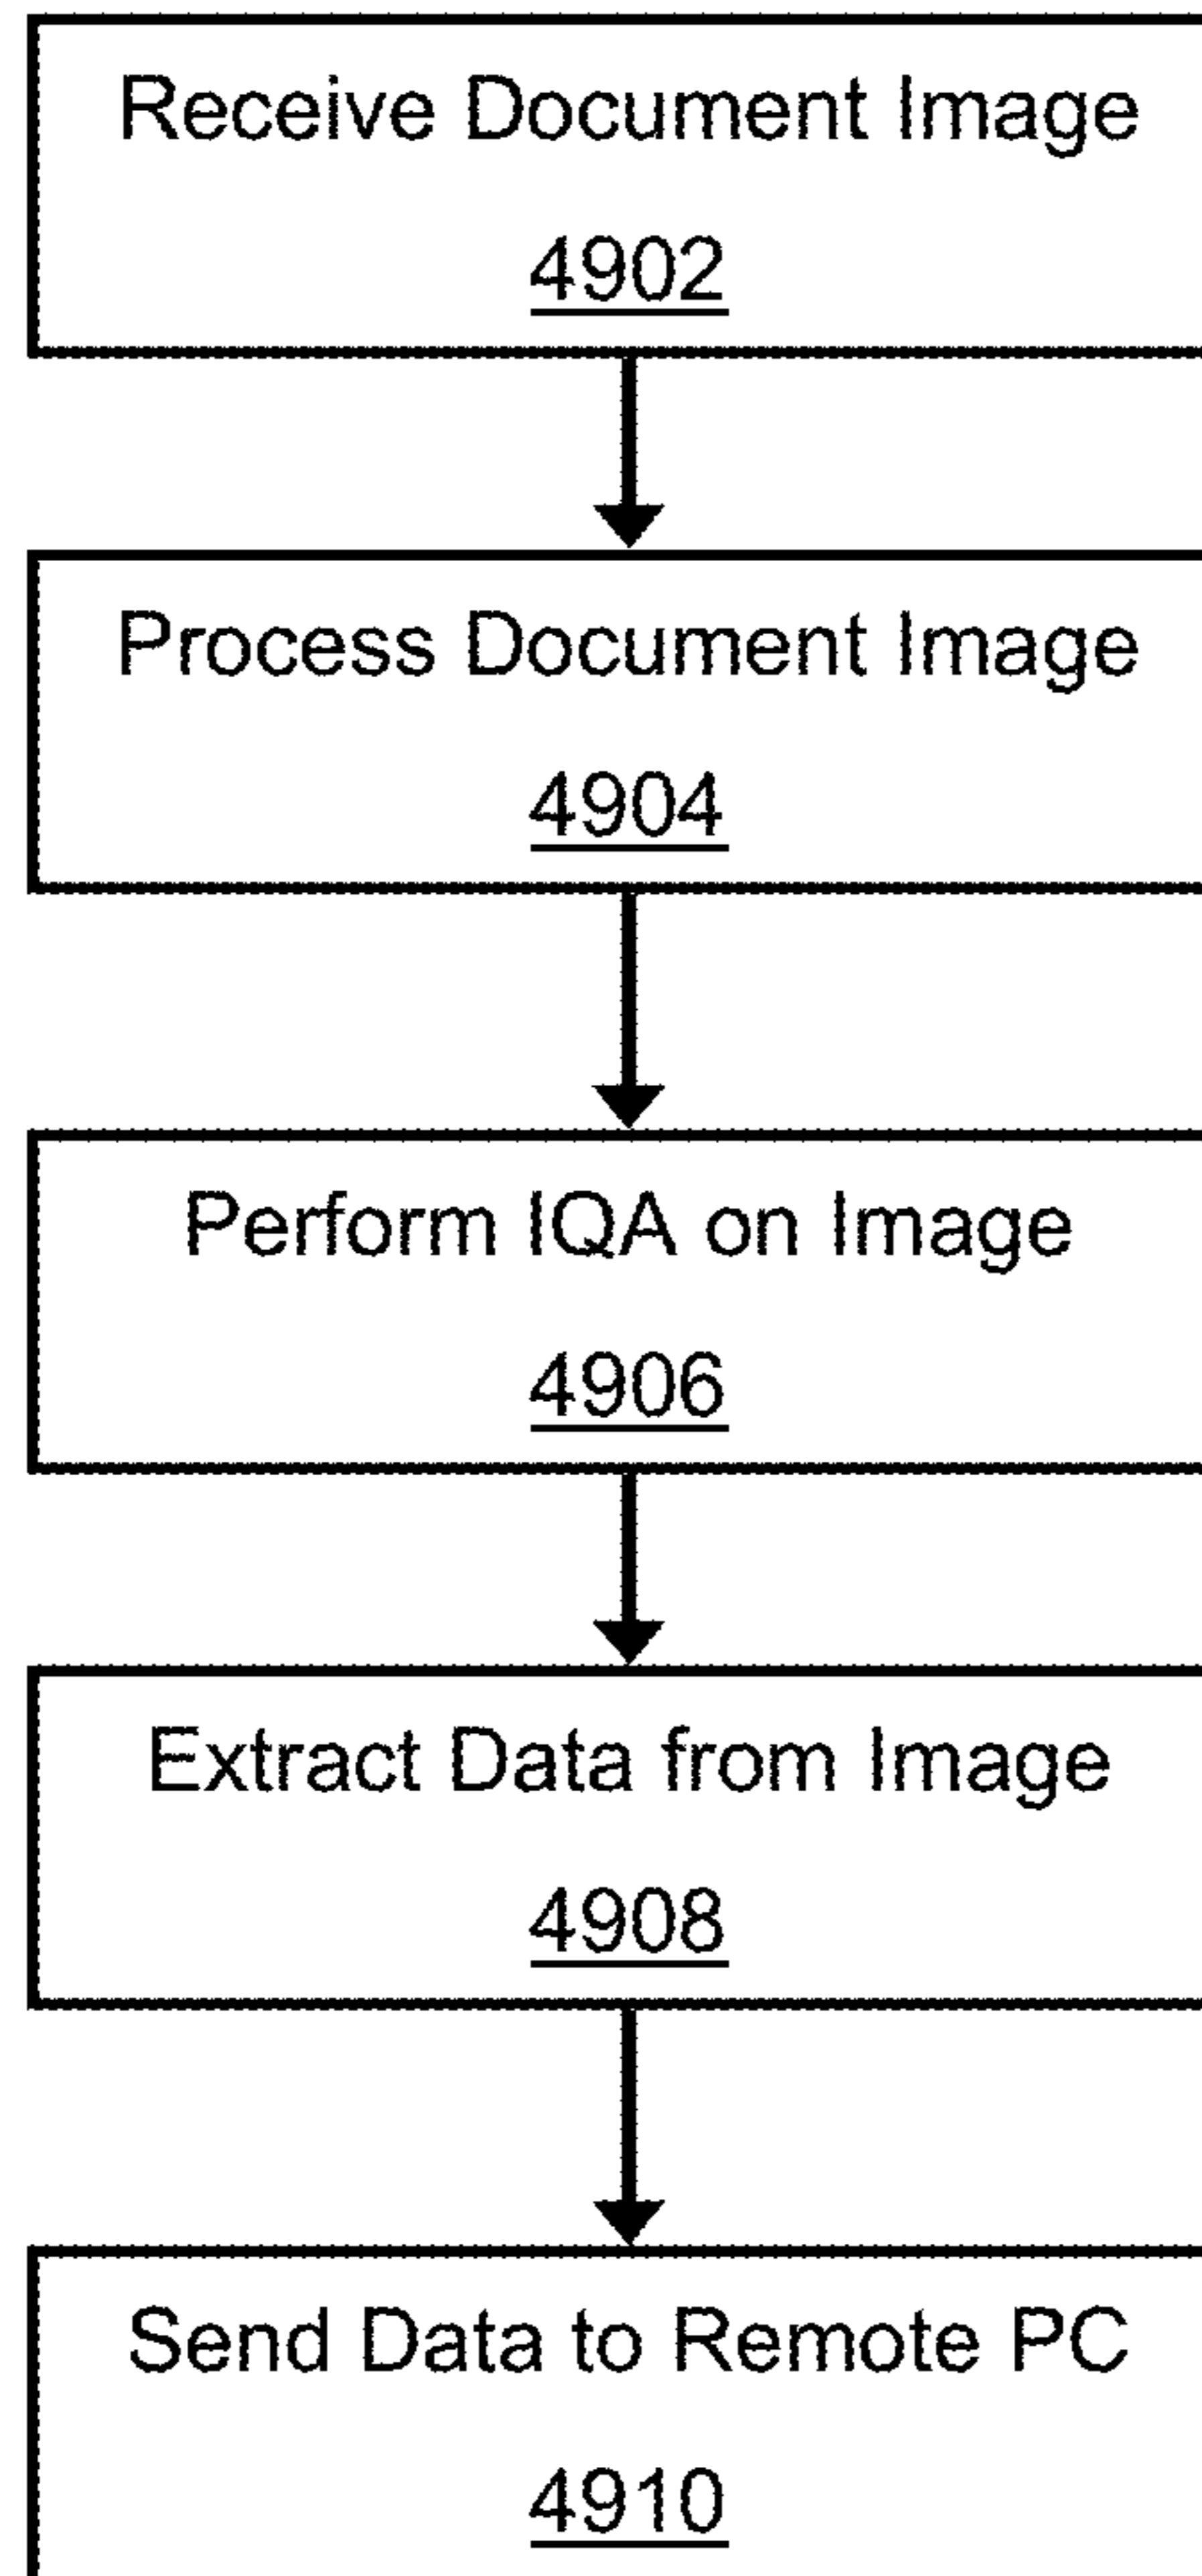 Receive Document Image
4902
Process Document Image
4904
Perform IQA on Image
4906
Extract Data from Image
4908
Send Data to Remote PC
4910